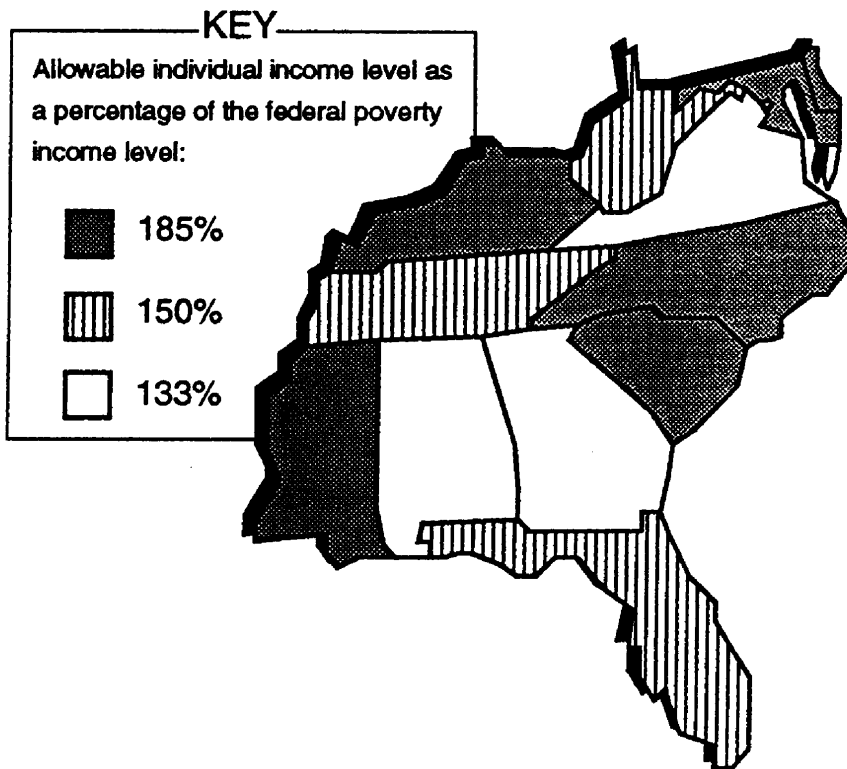 KEY
Allowable individual income level as
a percentage of the federal poverty
income level:
185%
150%
133%